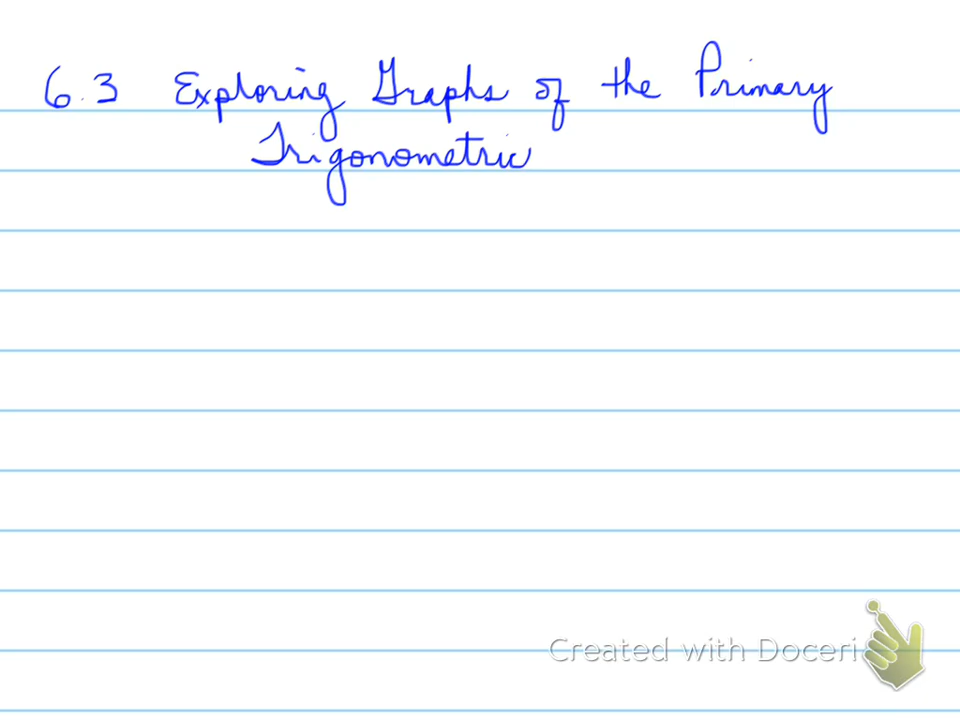 6.3 Exploring Graphs of the Primary
Trigonometric
Created with Doceri